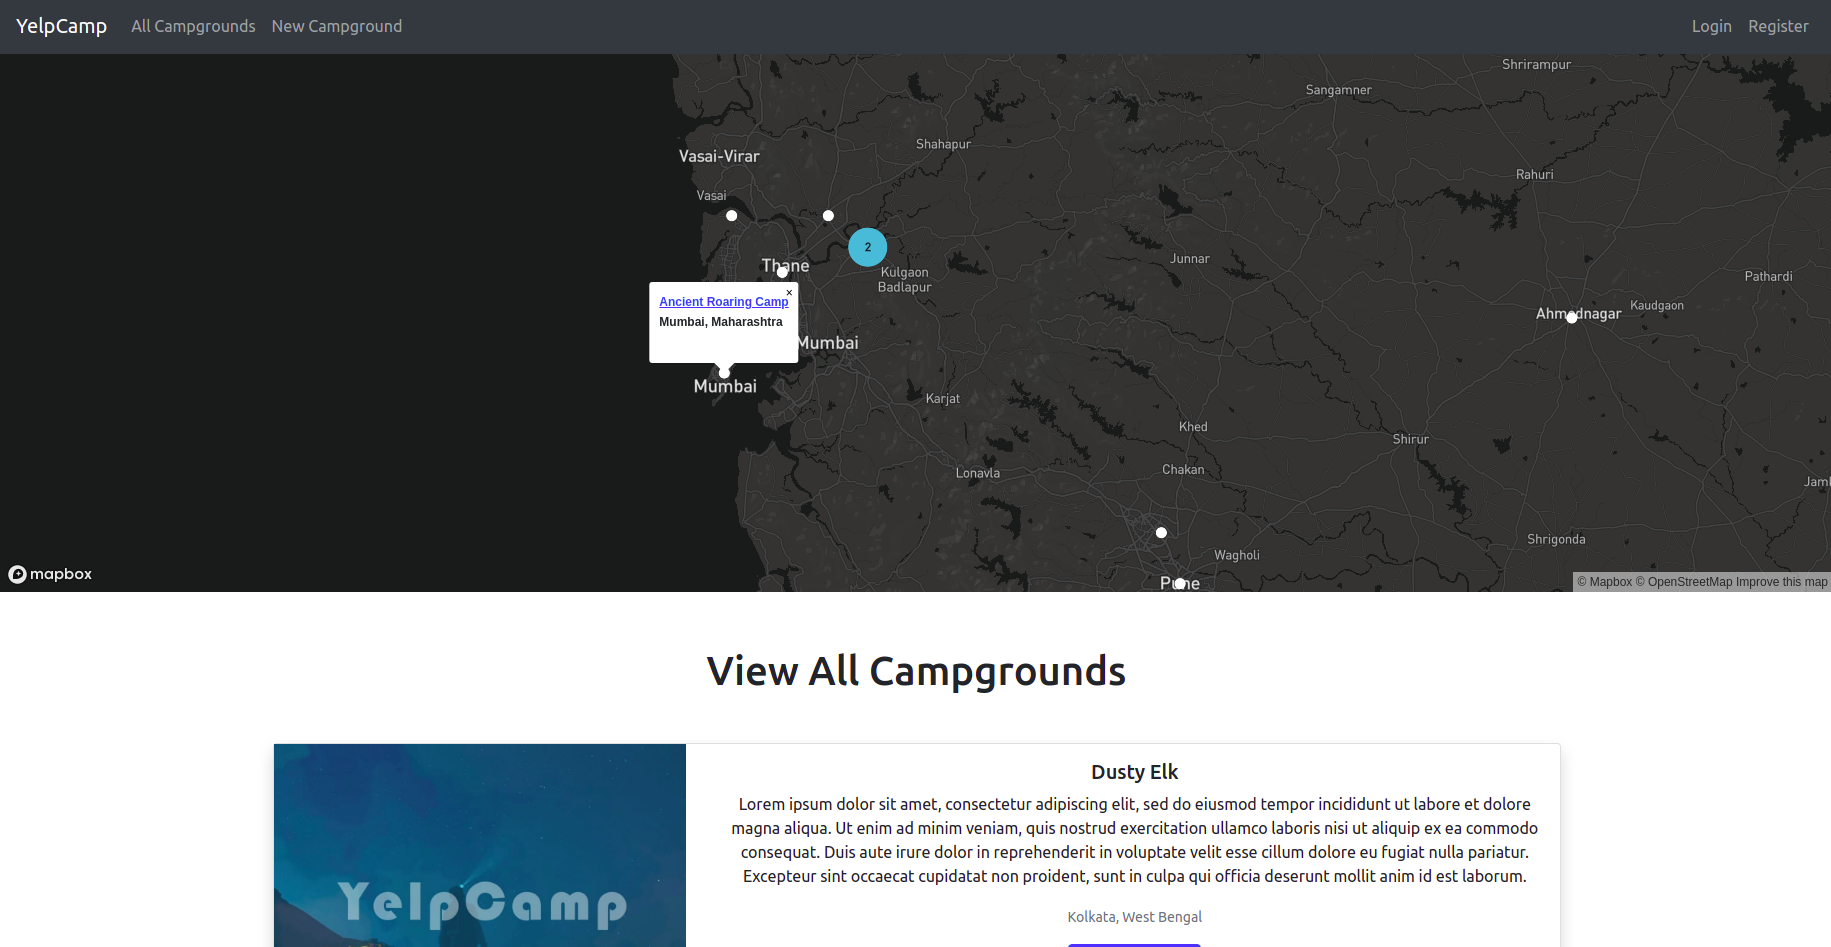 YelpCamp All Campgrounds New Campground Login Register
Shrirampur
Sangamner
Shahapur
Vasai-Virar
Rahuri
Vasai
2
Junnar
Thane
Kulgaon
Badlapur
Pathardi
×
Ancient Roaring Camp
Mumbai, Maharashtra
Kaudgaon
Ahmednagar
Mumbai
Mumbai
Karjat
Khed
Shirur
Chakan
Lonavla
Shrigonda
Wagholi
Pune
mapbox
© Mapbox © OpenStreetMap Improve this map
View All Campgrounds
Dusty Elk
Lorem ipsum dolor sit amet, consectetur adipiscing elit, sed do eiusmod tempor incididunt ut labore et dolore
magna aliqua. Ut enim ad minim veniam, quis nostrud exercitation ullamco laboris nisi ut aliquip ex ea commodo
consequat. Duis aute irure dolor in reprehenderit in voluptate velit esse cillum dolore eu fugiat nulla pariatur.
Excepteur sint occaecat cupidatat non proident, sunt in culpa qui officia deserunt mollit anim id est laborum.
YelpCamp
Kolkata, West Bengal